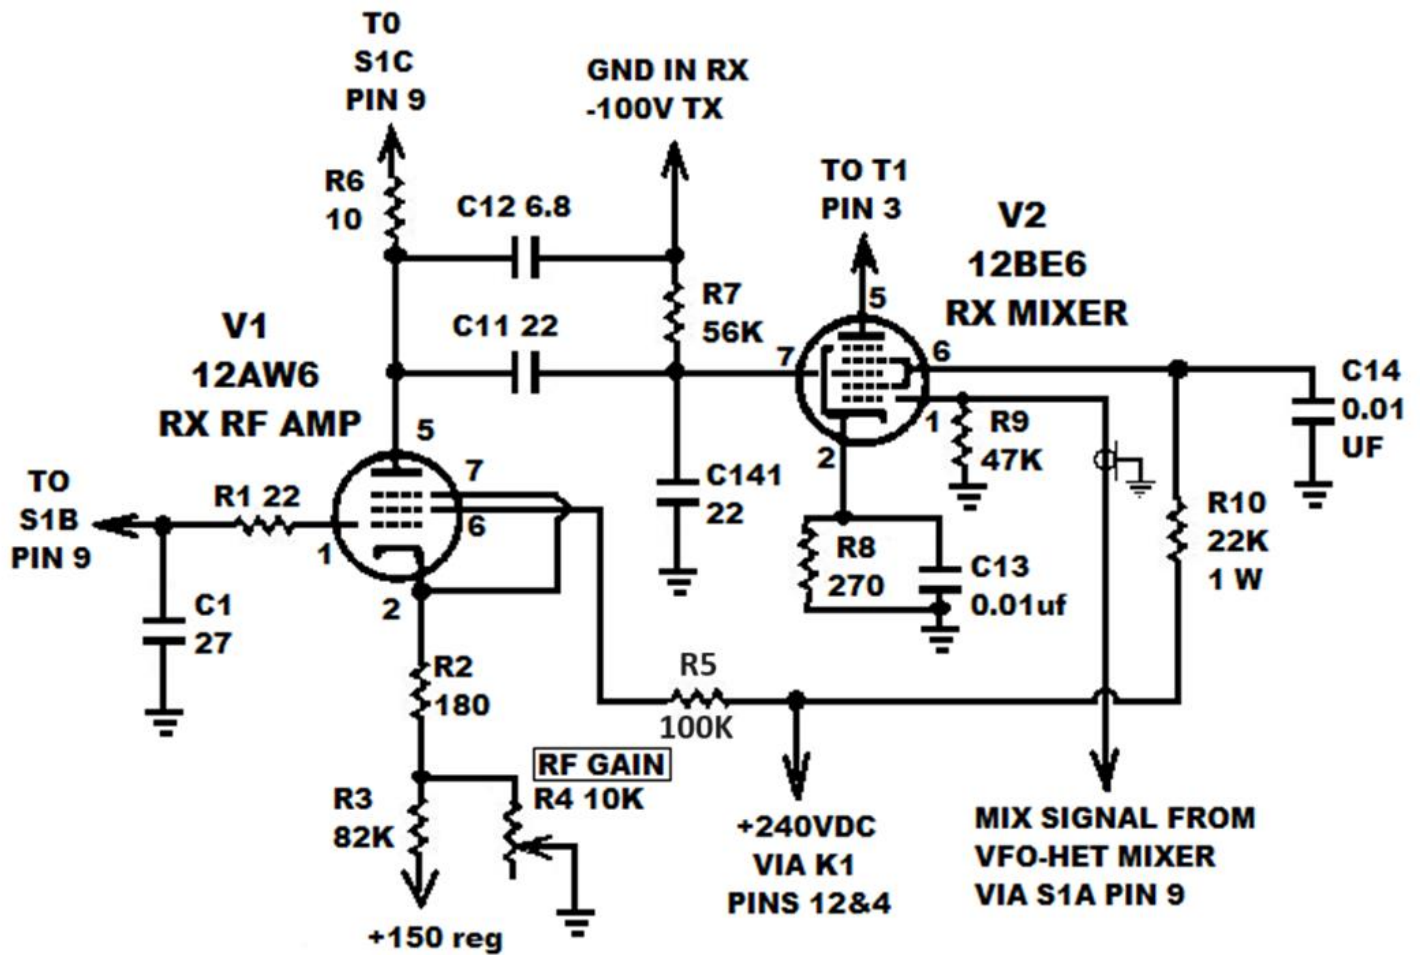 T0
S1C
PIN 9
GND IN RX
-100V TX
R6
10
C12 6.8
TO T1
PIN 3
V2
12BE6
RX MIXER
R7
56K
V1
12AW6
RX RF AMP
C11 22
5
7
6
1
2
5
7
6
1
2
C14
0.01
UF
R9
47K
TO
S1B
PIN 9
R1 22
C141
22
R8
270
C13
0.01uf
R10
22K
1 W
C1
27
R2
180
R5
100K
RF GAIN
R4 10K
R3
82K
+150 reg
+240VDC
VIA K1
PINS 12&4
MIX SIGNAL FROM
VFO-HET MIXER
VIA S1A PIN 9